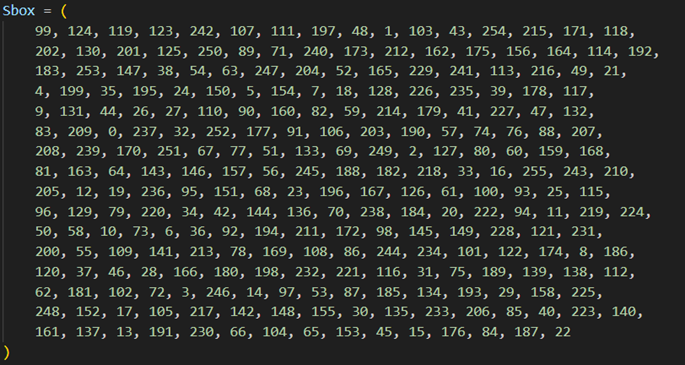 Sbox = (
99, 124, 119, 123, 242, 107, 111, 197, 48, 1, 103, 43, 254, 215, 171, 118,
202, 130, 201, 125, 250, 89, 71, 240, 173, 212, 162, 175, 156, 164, 114, 192,
183, 253, 147, 38, 54, 63, 247, 204, 52, 165, 229, 241, 113, 216, 49, 21,
4, 199, 35, 195, 24, 150, 5, 154, 7, 18, 128, 226, 235, 39, 178, 117,
9, 131, 44, 26, 27, 110, 90, 160, 82, 59, 214, 179, 41, 227, 47, 132,
83, 209, 0, 237, 32, 252, 177, 91, 106, 203, 190, 57, 74, 76, 88, 207,
208, 239, 170, 251, 67, 77, 51, 133, 69, 249, 2, 127, 80, 60, 159, 168,
81, 163, 64, 143, 146, 157, 56, 245, 188, 182, 218, 33, 16, 255, 243, 210,
205, 12, 19, 236, 95, 151, 68, 23, 196, 167, 126, 61, 100, 93, 25, 115,
96, 129, 79, 220, 34, 42, 144, 136, 70, 238, 184, 20, 222, 94, 11, 219, 224,
50, 58, 10, 73, 6, 36, 92, 194, 211, 172, 98, 145, 149, 228, 121, 231,
200, 55, 109, 141, 213, 78, 169, 108, 86, 244, 234, 101, 122, 174, 8, 186,
120, 37, 46, 28, 166, 180, 198, 232, 221, 116, 31, 75, 189, 139, 138, 112,
62, 181, 102, 72, 3, 246, 14, 97, 53, 87, 185, 134, 193, 29, 158, 225,
248, 152, 17, 105, 217, 142, 148, 155, 30, 135, 233, 206, 85, 40, 223, 140,
161, 137, 13, 191, 230, 66, 104, 65, 153, 45, 15, 176, 84, 187, 22
)